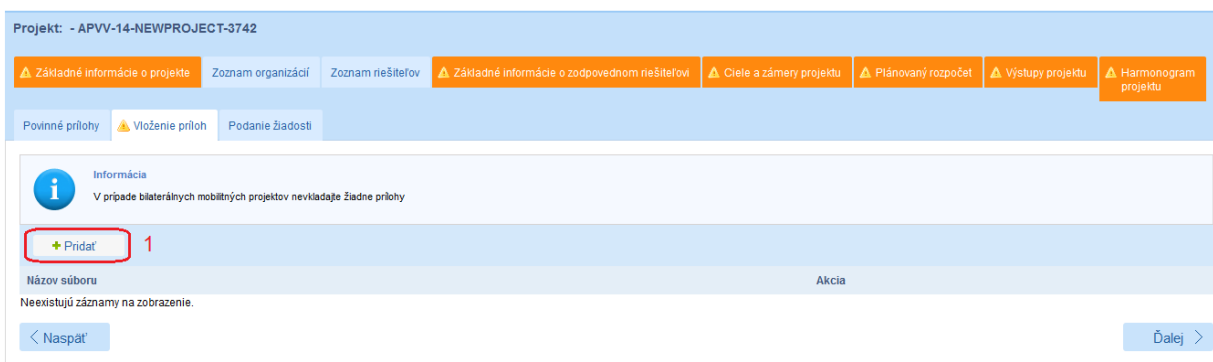 Projekt: - APVV-14-NEWPROJECT-3742
Základné informácie o projekte Zoznam organizácií Zoznam riešiteľov Základné informácie o zodpovednom riešiteľovi Ciele a zámery projektu Plánovaný rozpočet Výstupy projektu Harmonogram
projektu
Povinné prílohy Vloženie príloh Podanie žiadosti
Informácia
V prípade bilaterálnych mobilitných projektov nevkladajte žiadne prílohy
+ Pridať 1
Názov súboru Akcia
Neexistujú záznamy na zobrazenie.
Naspäť Ďalej